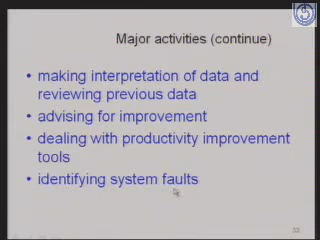 Major activities (continue)
• making interpretation of data and
reviewing previous data
• advising for improvement
• dealing with productivity improvement
tools
• identifying system faults